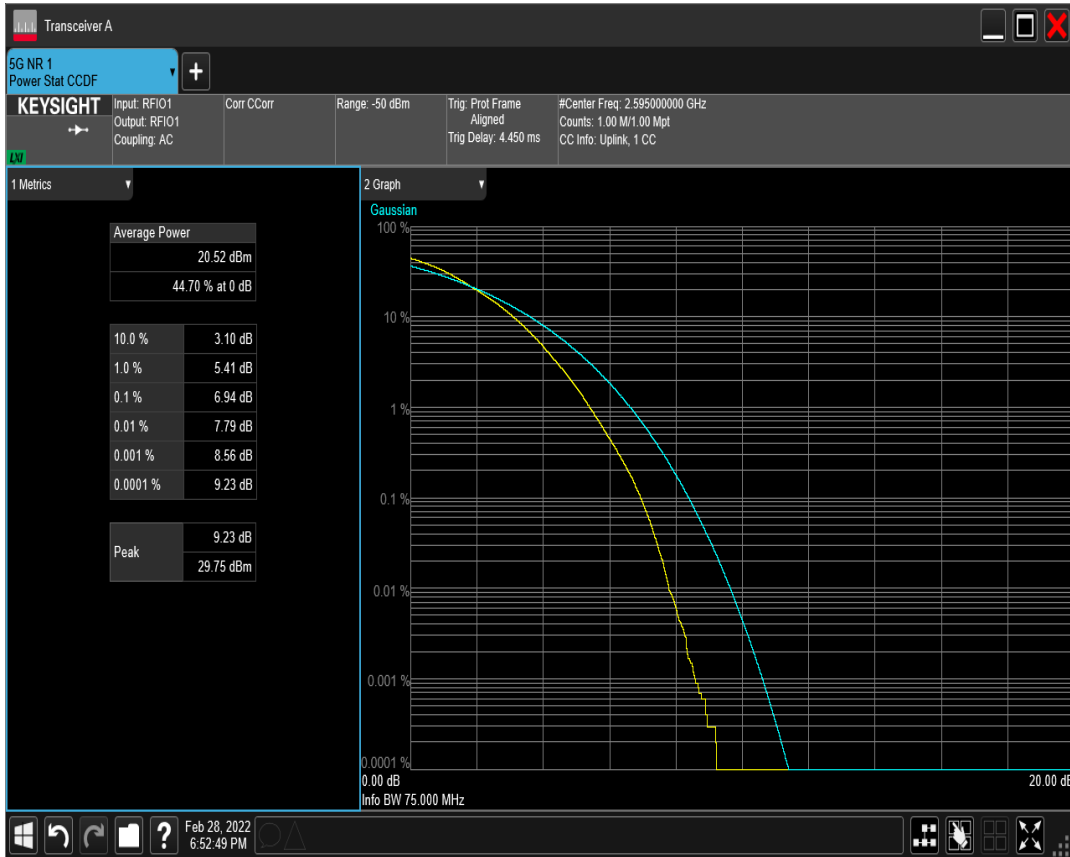 Transceiver A
5G NR 1
Power Stat CCDF
+
KEYSIGHT
LXI
Input: RFIO1
Output: RFIO1
Coupling: AC
Corr CCorr
Range: -50 dBm
Trig: Prot Frame
Aligned
Trig Delay: 4.450 ms
#Center Freq: 2.595000000 GHz
Counts: 1.00 M/1.00 Mpt
CC Info: Uplink, 1 CC
1 Metrics
Average Power
20.52 dBm
44.70 % at 0 dB
10.0 % 3.10 dB
1.0 % 5.41 dB
0.1 % 6.94 dB
0.01 % 7.79 dB
0.001 % 8.56 dB
0.0001 % 9.23 dB
Peak 9.23 dB
29.75 dBm
2 Graph
Gaussian
100 %
10 %
1 %
0.1 %
0.01 %
0.001 %
0.0001 %
0.00 dB 20.00 dB
Info BW 75.000 MHz
?
Feb 28, 2022
6:52:49 PM